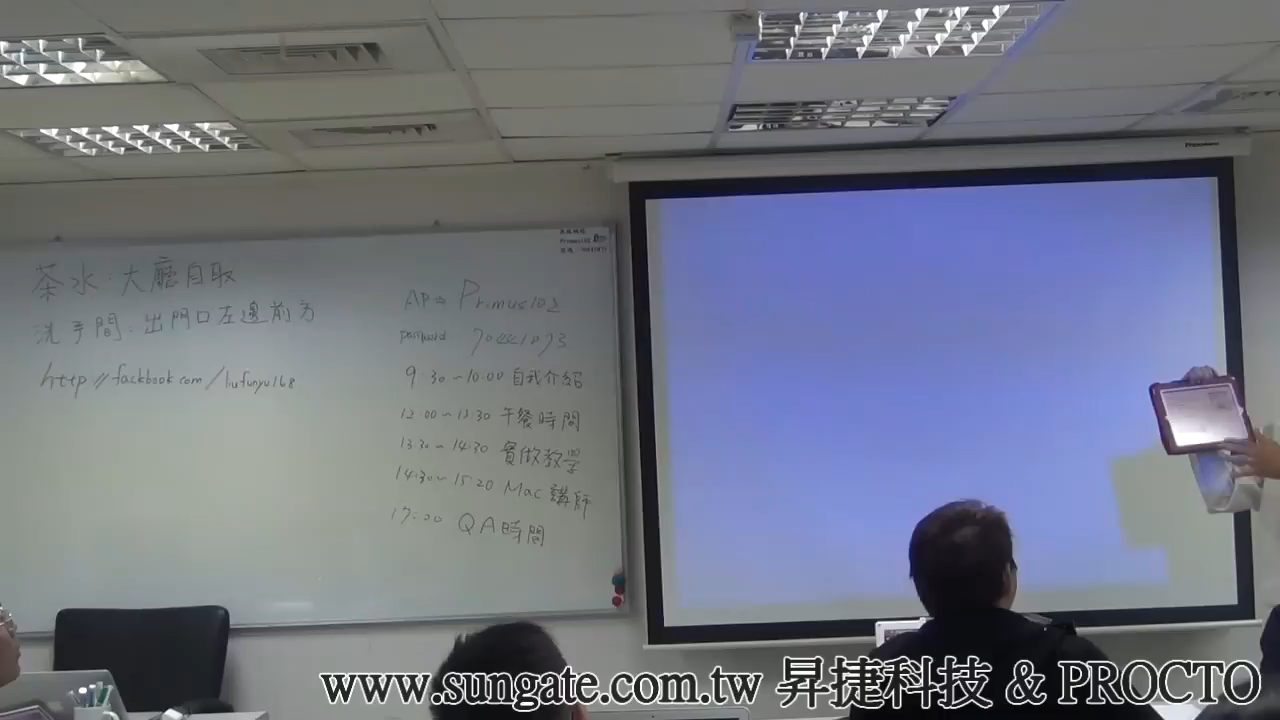 茶水：大廳自取
洗手間：出門口左邊前方
http://fackbook.com/hufunyu168
AP⇒ Primus102
password 70441093
9:30～10:00 自我介紹
12:00～13:30 午餐時間
13:30～14:30 實做教學
14:30～15:20 Mac 講師
17:00 QA時間
www.sungate.com.tw 昇捷科技 & PROCTO